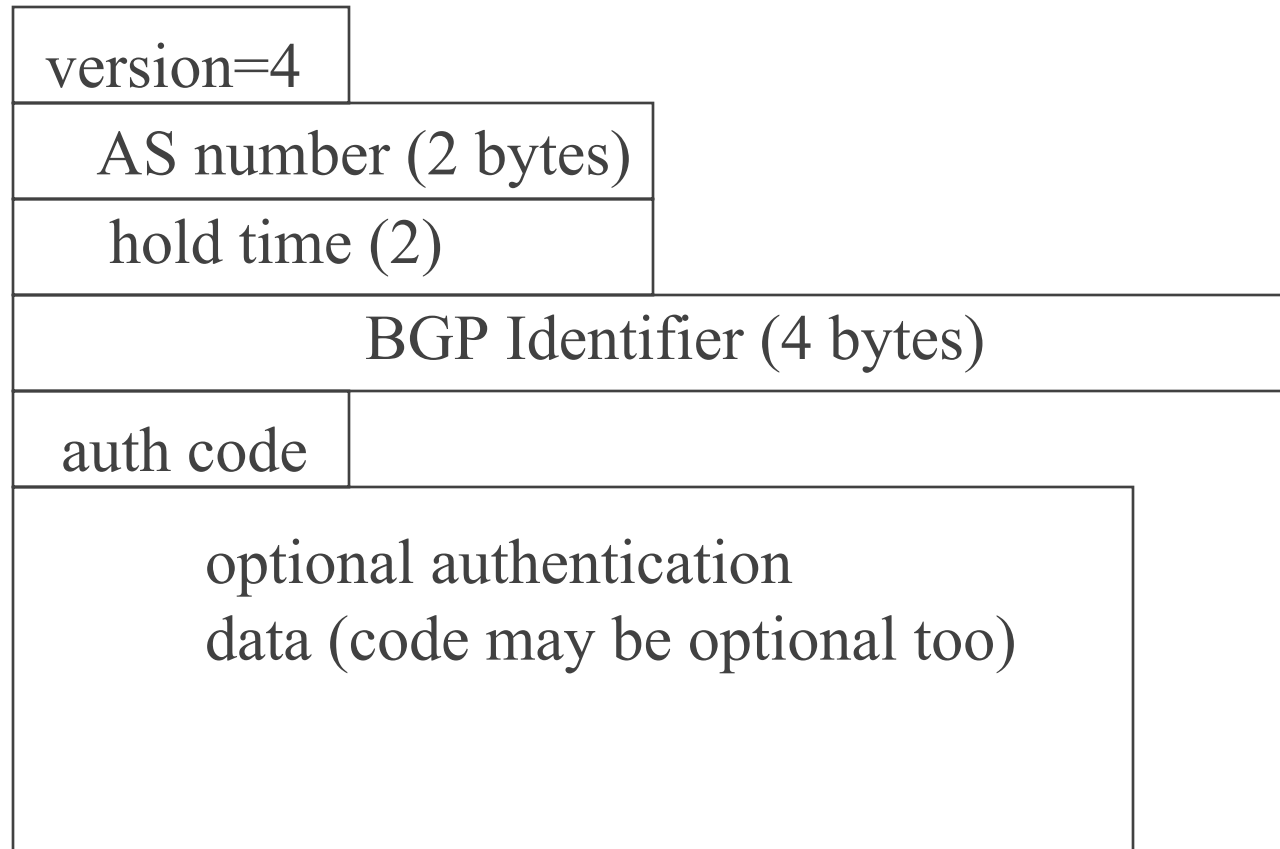 version=4
AS number (2 bytes)
hold time (2)
BGP Identifier (4 bytes)
auth code
optional authentication
data (code may be optional too)